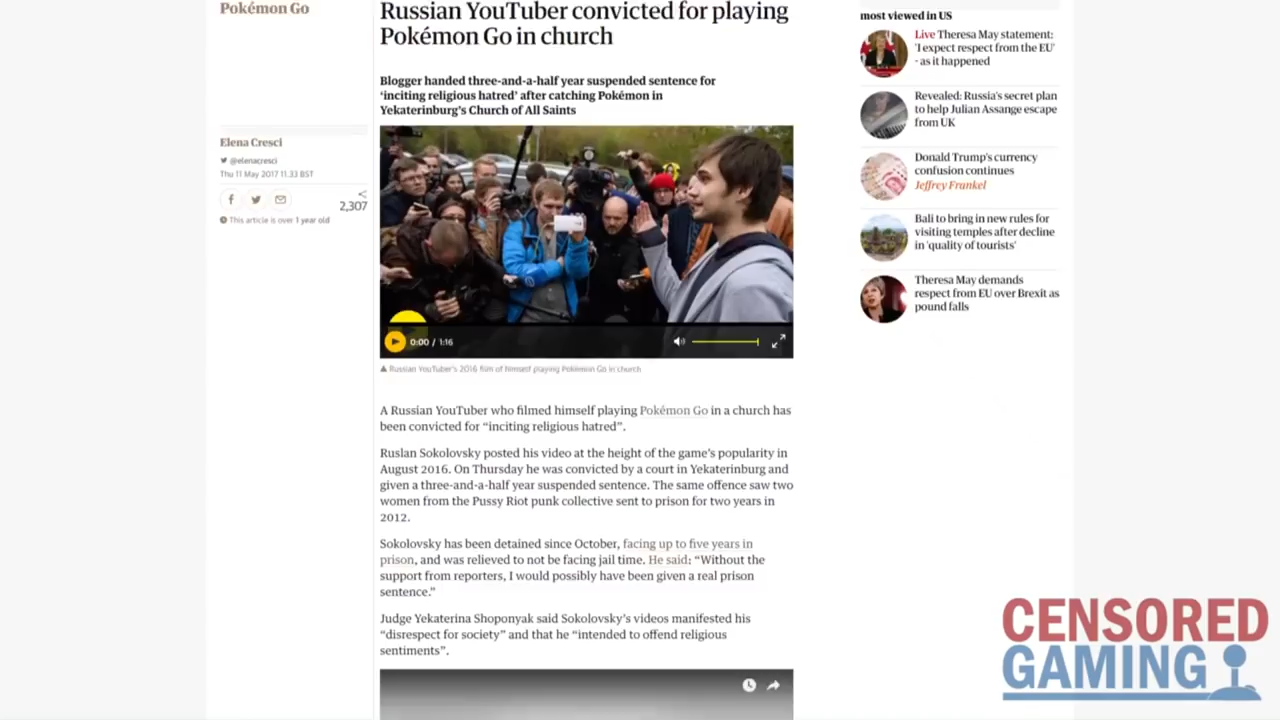 Pokémon Go
Russian YouTuber convicted for playing
Pokémon Go in church
Blogger handed three-and-a-half year suspended sentence for
‘inciting religious hatred’ after catching Pokémon in
Yekaterinburg’s Church of All Saints
Elena Cresci
@elenacresci
Thu 11 May 2017 11.33 BST
2,307
This article is over 1 year old
0:00 / 1:16
Russian YouTuber's 2016 film of himself playing Pokémon Go in church
A Russian YouTuber who filmed himself playing Pokémon Go in a church has
been convicted for “inciting religious hatred”.
Ruslan Sokolovsky posted his video at the height of the game’s popularity in
August 2016. On Thursday he was convicted by a court in Yekaterinburg and
given a three-and-a-half year suspended sentence. The same offence saw two
women from the Pussy Riot punk collective sent to prison for two years in
2012.
Sokolovsky has been detained since October, facing up to five years in
prison, and was relieved to not be facing jail time. He said: “Without the
support from reporters, I would possibly have been given a real prison
sentence.”
Judge Yekaterina Shoponyak said Sokolovsky’s videos manifested his
“disrespect for society” and that he “intended to offend religious
sentiments”.
most viewed in US
Live Theresa May statement:
'I expect respect from the EU'
- as it happened
Revealed: Russia's secret plan
to help Julian Assange escape
from UK
Donald Trump's currency
confusion continues
Jeffrey Frankel
Bali to bring in new rules for
visiting temples after decline
in 'quality of tourists'
Theresa May demands
respect from EU over Brexit as
pound falls
CENSORED
GAMING